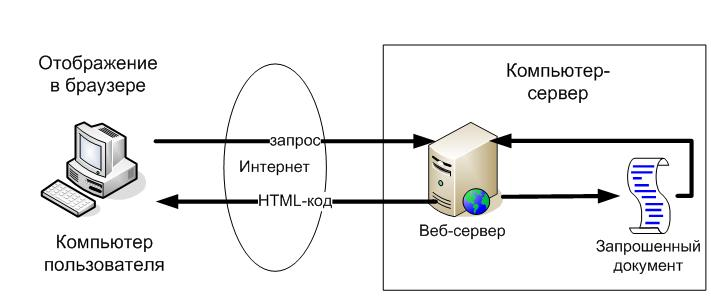 Отображение
в браузере
Компьютер
пользователя
запрос
Интернет
HTML-код
Компьютер-
сервер
Веб-сервер
Запрошенный
документ